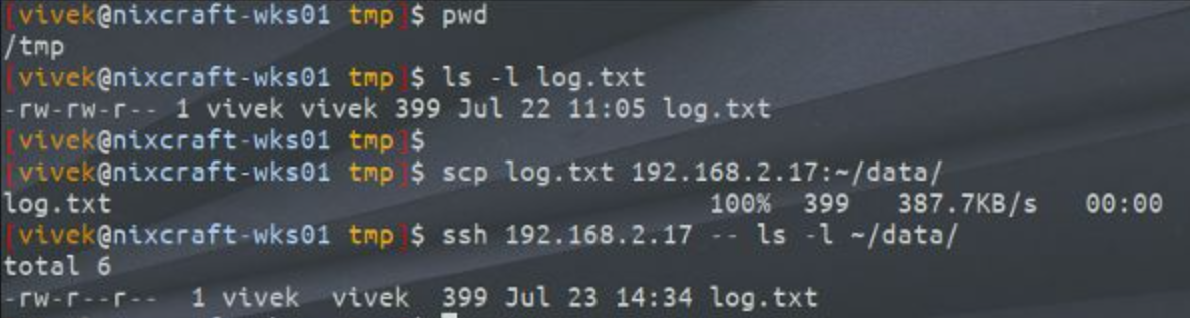 [vivek@nixcraft-wks01 tmp]$ pwd
/tmp
[vivek@nixcraft-wks01 tmp]$ ls -l log.txt
-rw-rw-r-- 1 vivek vivek 399 Jul 22 11:05 log.txt
[vivek@nixcraft-wks01 tmp]$
[vivek@nixcraft-wks01 tmp]$ scp log.txt 192.168.2.17:~/data/
log.txt 100% 399 387.7KB/s 00:00
[vivek@nixcraft-wks01 tmp]$ ssh 192.168.2.17 -- ls -l ~/data/
total 6
-rw-r--r-- 1 vivek vivek 399 Jul 23 14:34 log.txt